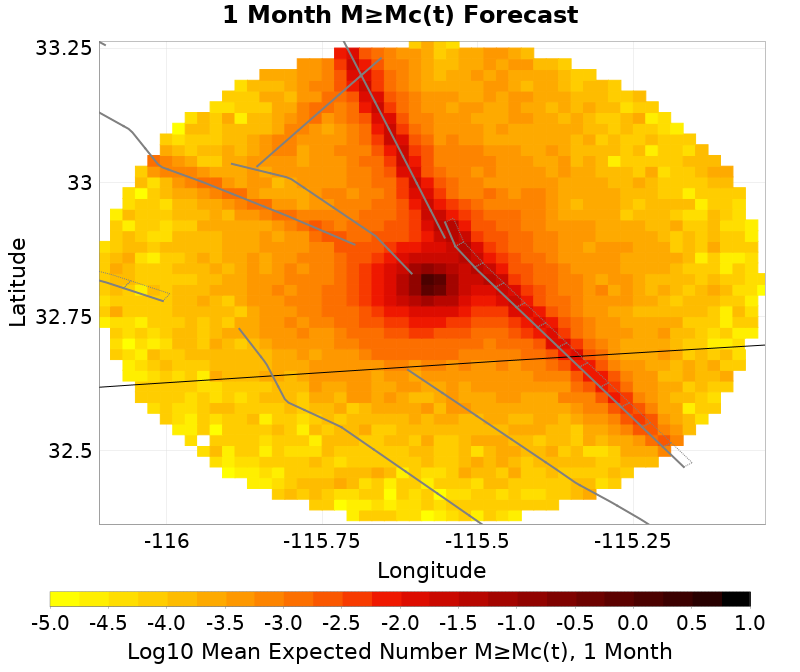 1 Month M≥Mc(t) Forecast
33.25
33
32.75
32.5
Latitude
-116
-115.75
-115.5
-115.25
Longitude
-5.0 -4.5 -4.0 -3.5 -3.0 -2.5 -2.0 -1.5 -1.0 -0.5 0.0 0.5 1.0
Log10 Mean Expected Number M≥Mc(t), 1 Month